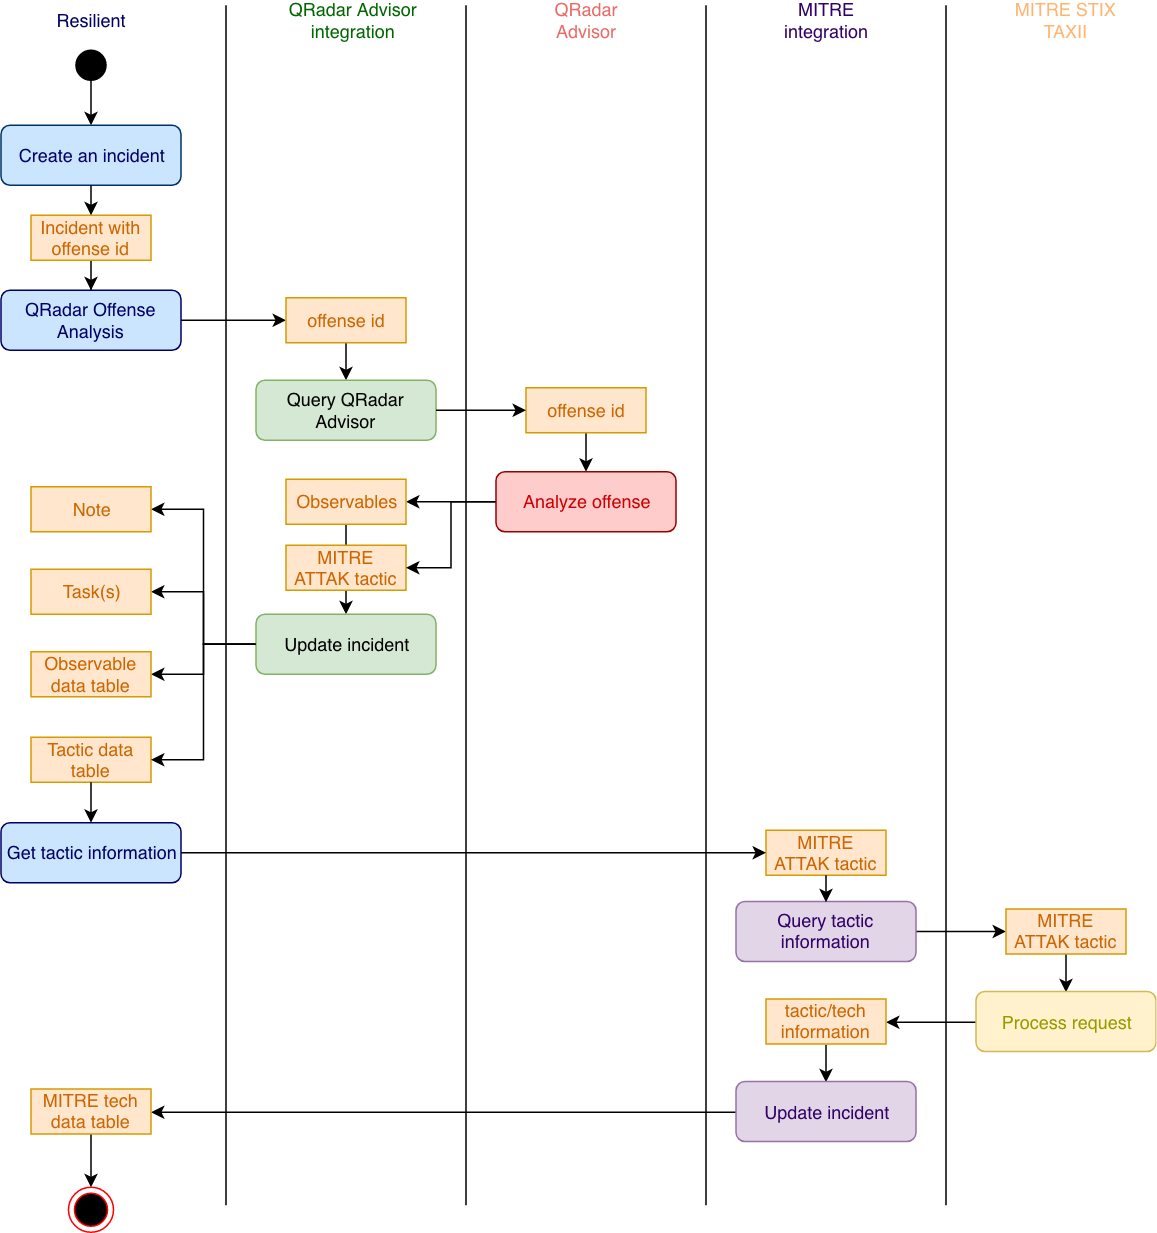 Resilient
QRadar Advisor
integration
QRadar
Advisor
MITRE
integration
MITRE STIX
TAXII
Create an incident
Incident with
offense id
QRadar Offense
Analysis
offense id
Query QRadar
Advisor
offense id
Analyze offense
Observables
MITRE
ATTAK tactic
Update incident
Note
Task(s)
Observable
data table
Tactic data
table
Get tactic information
MITRE
ATTAK tactic
Query tactic
information
MITRE
ATTAK tactic
Process request
tactic/tech
information
Update incident
MITRE tech
data table